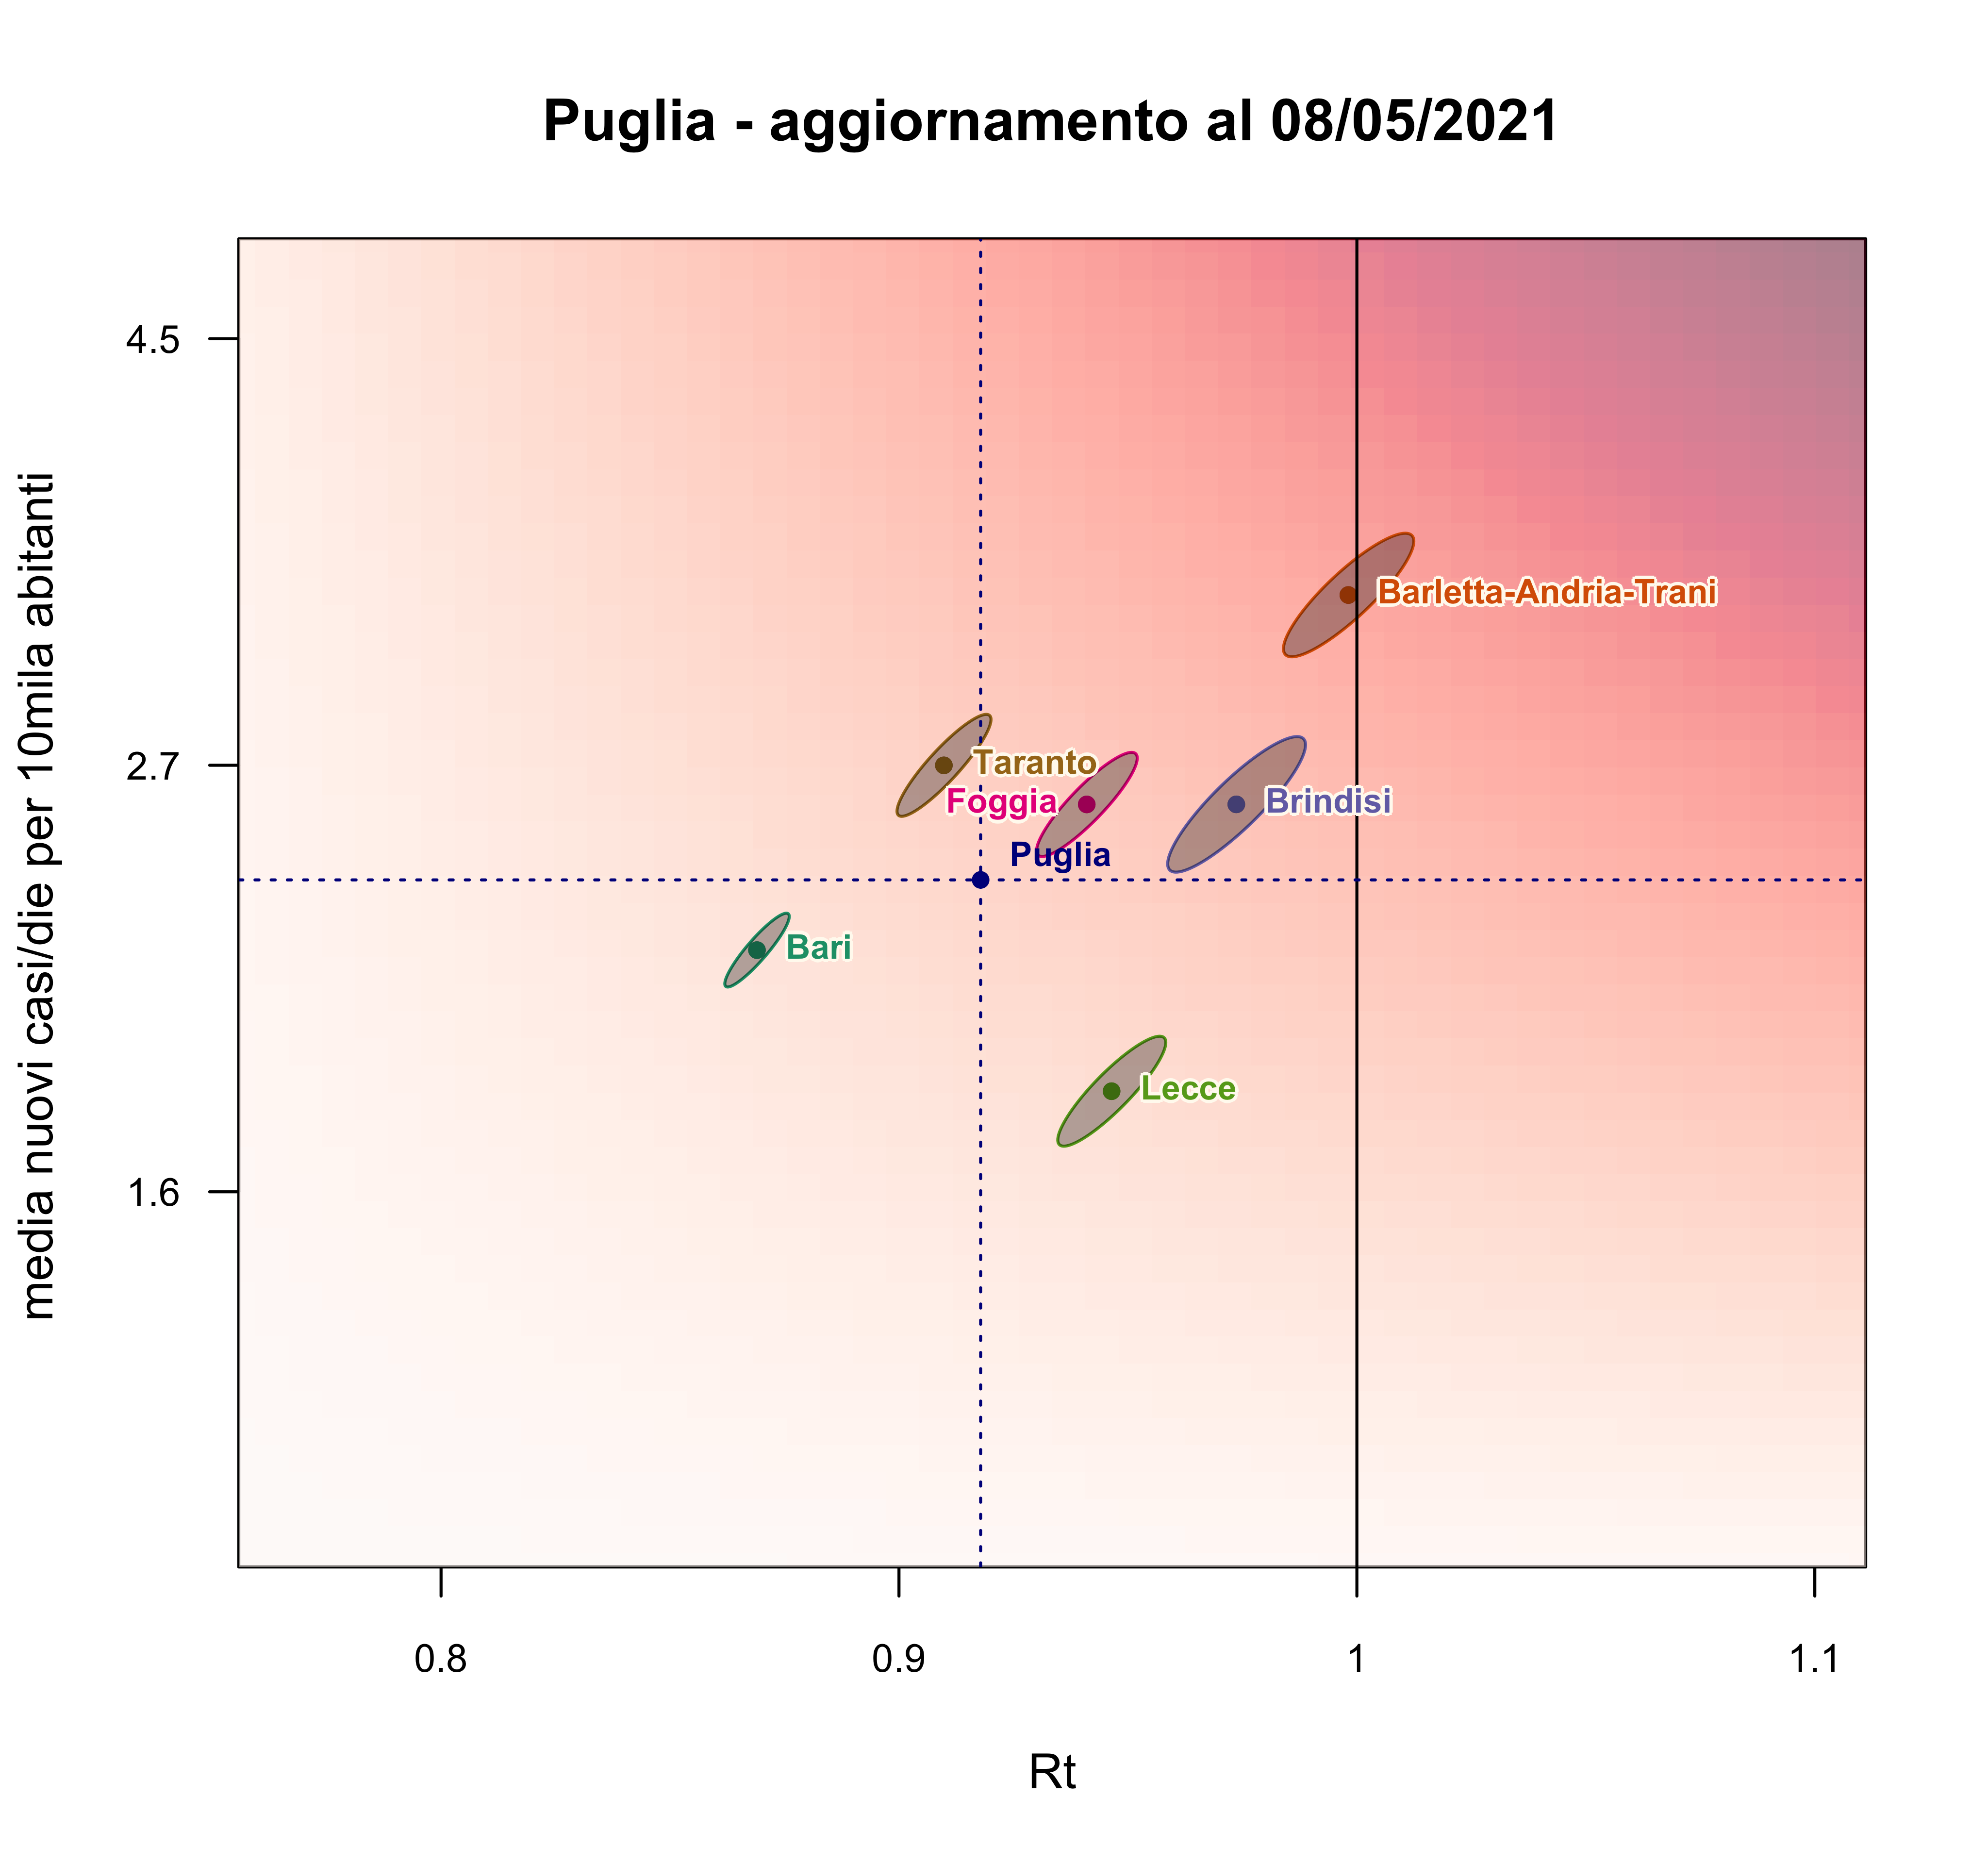 Puglia - aggiornamento al 08/05/2021
media nuovi casi/die per 10mila abitanti
4.5
2.7
1.6
Barletta-Andria-Trani
Taranto
Foggia
Brindisi
Puglia
Bari
Lecce
0.8
0.9
1
1.1
Rt